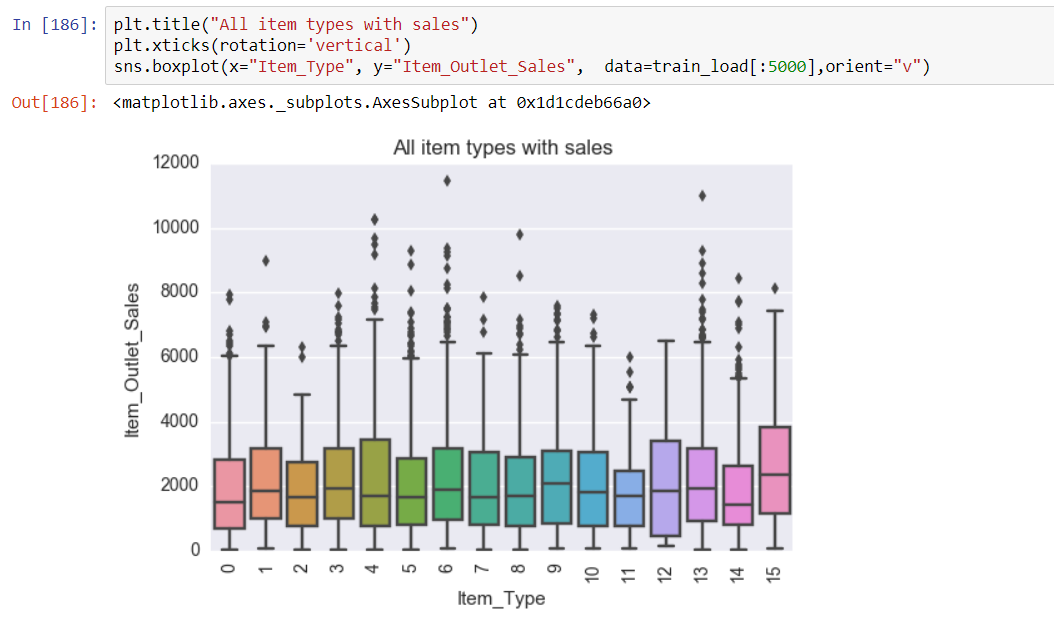 In [186]: plt.title("All item types with sales")
plt.xticks(rotation='vertical')
sns.boxplot(x="Item_Type", y="Item_Outlet_Sales",  data=train_load[:5000],orient="v")
Out[186]: <matplotlib.axes._subplots.AxesSubplot at 0x1d1cdeb66a0>
All item types with sales
12000
10000
8000
6000
4000
2000
0
Item_Outlet_Sales
0 1 2 3 4 5 6 7 8 9 10 11 12 13 14 15
Item_Type